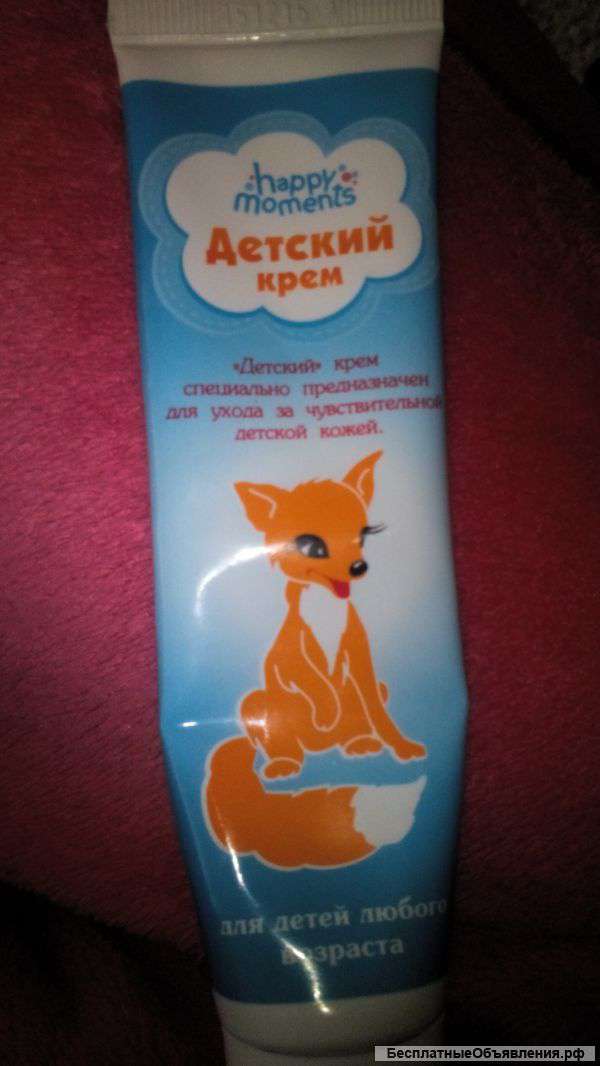 happy
moments
Детский
крем
«Детский» крем
специально предназначен
для ухода за чувствительной
детской кожей.
для детей любого
возраста
БесплатныеОбъявления.рф